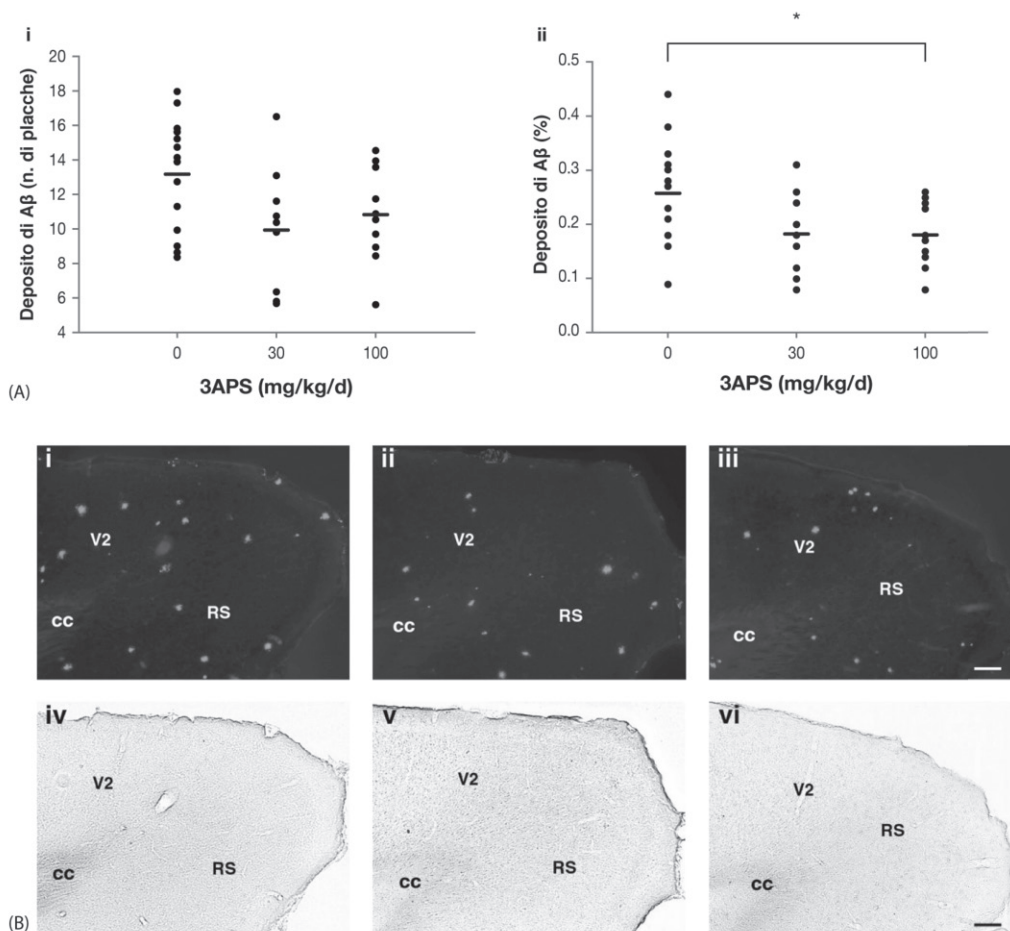 i
Deposito di Aβ (n. di placche)
20
18
16
14
12
10
8
6
4
0
30
100
3APS (mg/kg/d)
ii
*
Deposito di Aβ (%)
0.5
0.4
0.3
0.2
0.1
0.0
0
30
100
3APS (mg/kg/d)
(A)
i
V2
RS
cc
ii
V2
RS
cc
iii
V2
RS
cc
iv
V2
RS
cc
v
V2
RS
cc
vi
V2
RS
cc
(B)